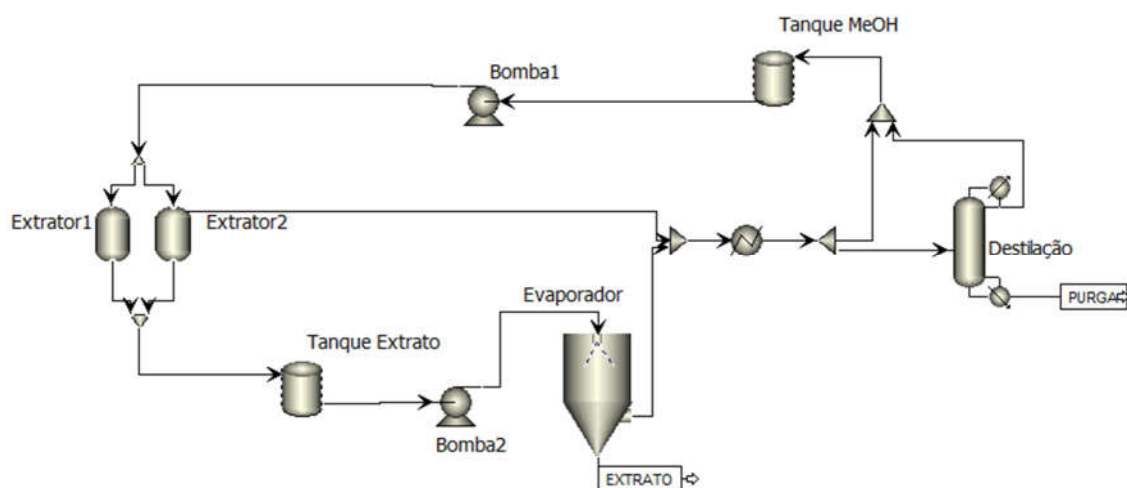 Tanque MeOH
Bomba1
Extrator1
Extrator2
Destilação
Evaporador
PURGA
Tanque Extrato
Bomba2
EXTRATO